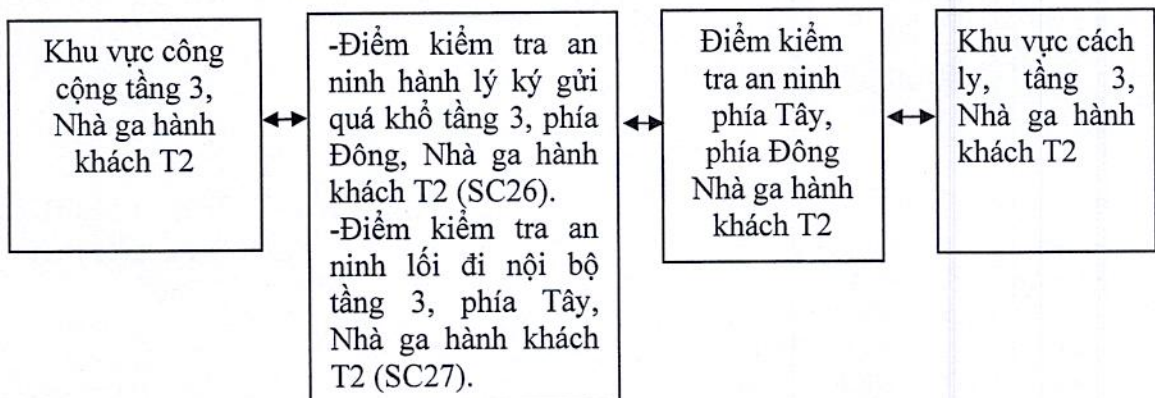 Khu vực công
cộng tầng 3,
Nhà ga hành
khách T2
-Điểm kiểm tra an
ninh hành lý ký gửi
quá khổ tầng 3, phía
Đông, Nhà ga hành
khách T2 (SC26).
-Điểm kiểm tra an
ninh lối đi nội bộ
tầng 3, phía Tây,
Nhà ga hành khách
T2 (SC27).
Điểm kiểm
tra an ninh
phía Tây,
phía Đông
Nhà ga hành
khách T2
Khu vực cách
ly, tầng 3,
Nhà ga hành
khách T2